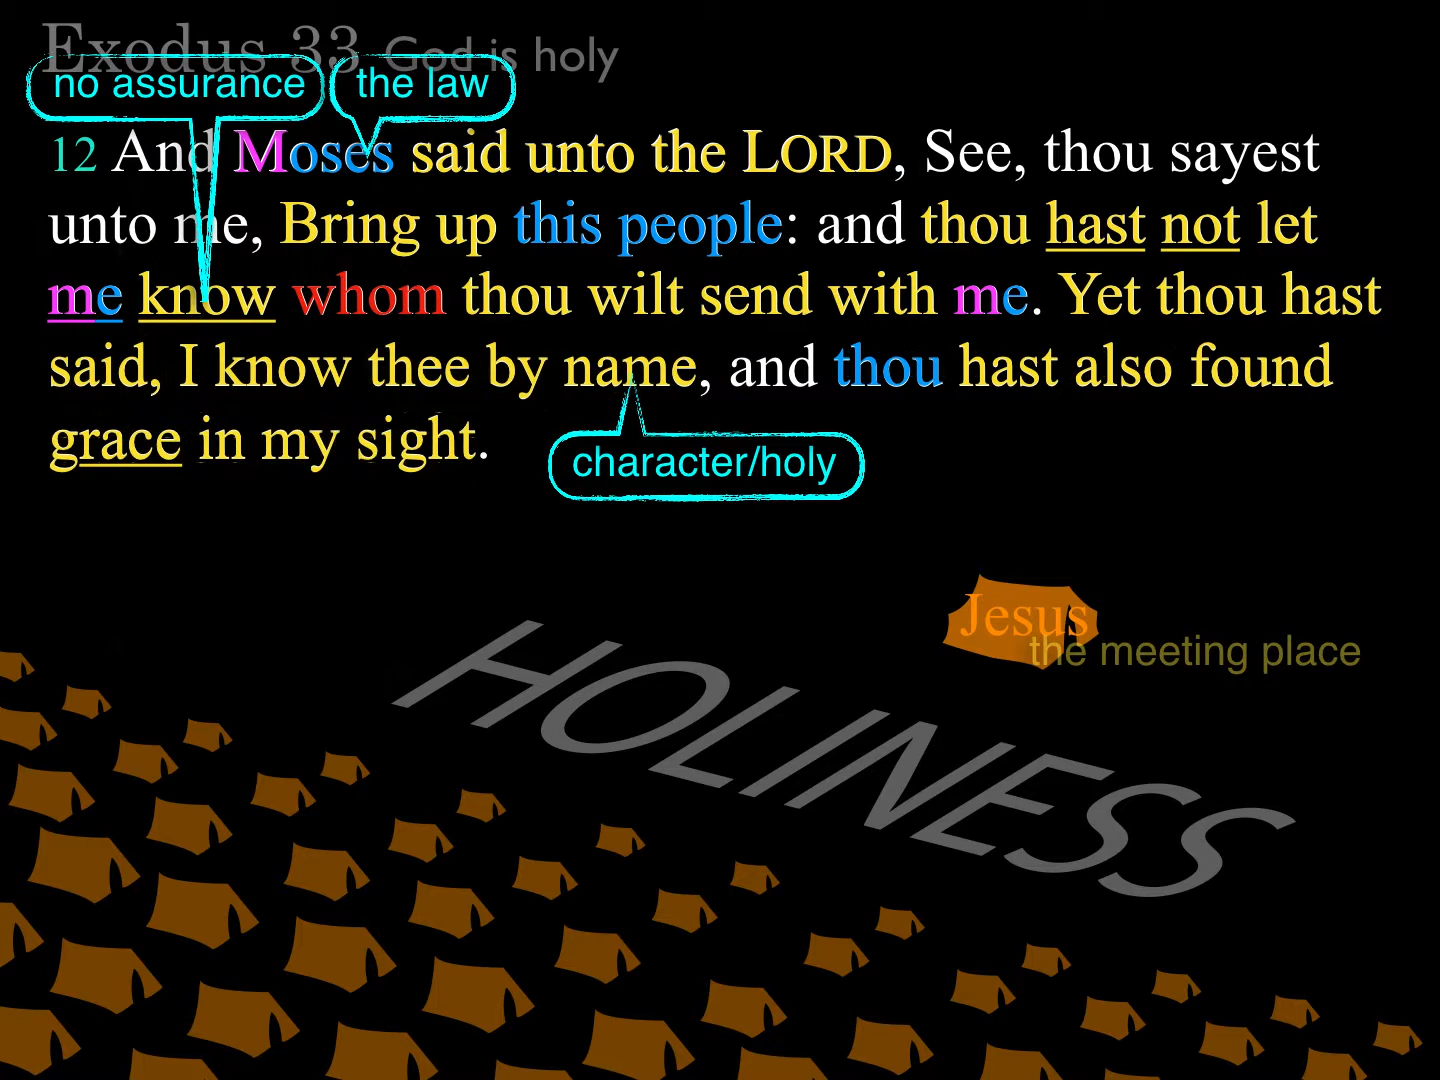 Exodus 33 God is holy
no assurance the law
12 And Moses said unto the LORD, See, thou sayest
unto me, Bring up this people: and thou hast not let
me know whom thou wilt send with me. Yet thou hast
said, I know thee by name, and thou hast also found
grace in my sight.
character/holy
Jesus
the meeting place
HOLINESS